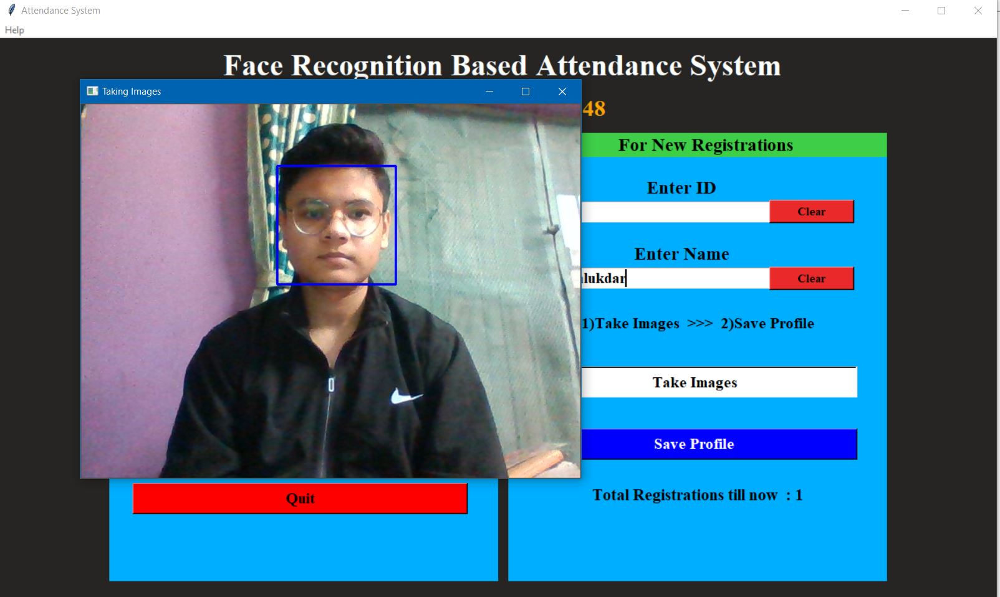 Attendance System
Help
Face Recognition Based Attendance System
Taking Images
48
For New Registrations
Enter ID
Clear
Enter Name
lukdar
Clear
1)Take Images >>> 2)Save Profile
Take Images
Save Profile
Quit
Total Registrations till now : 1